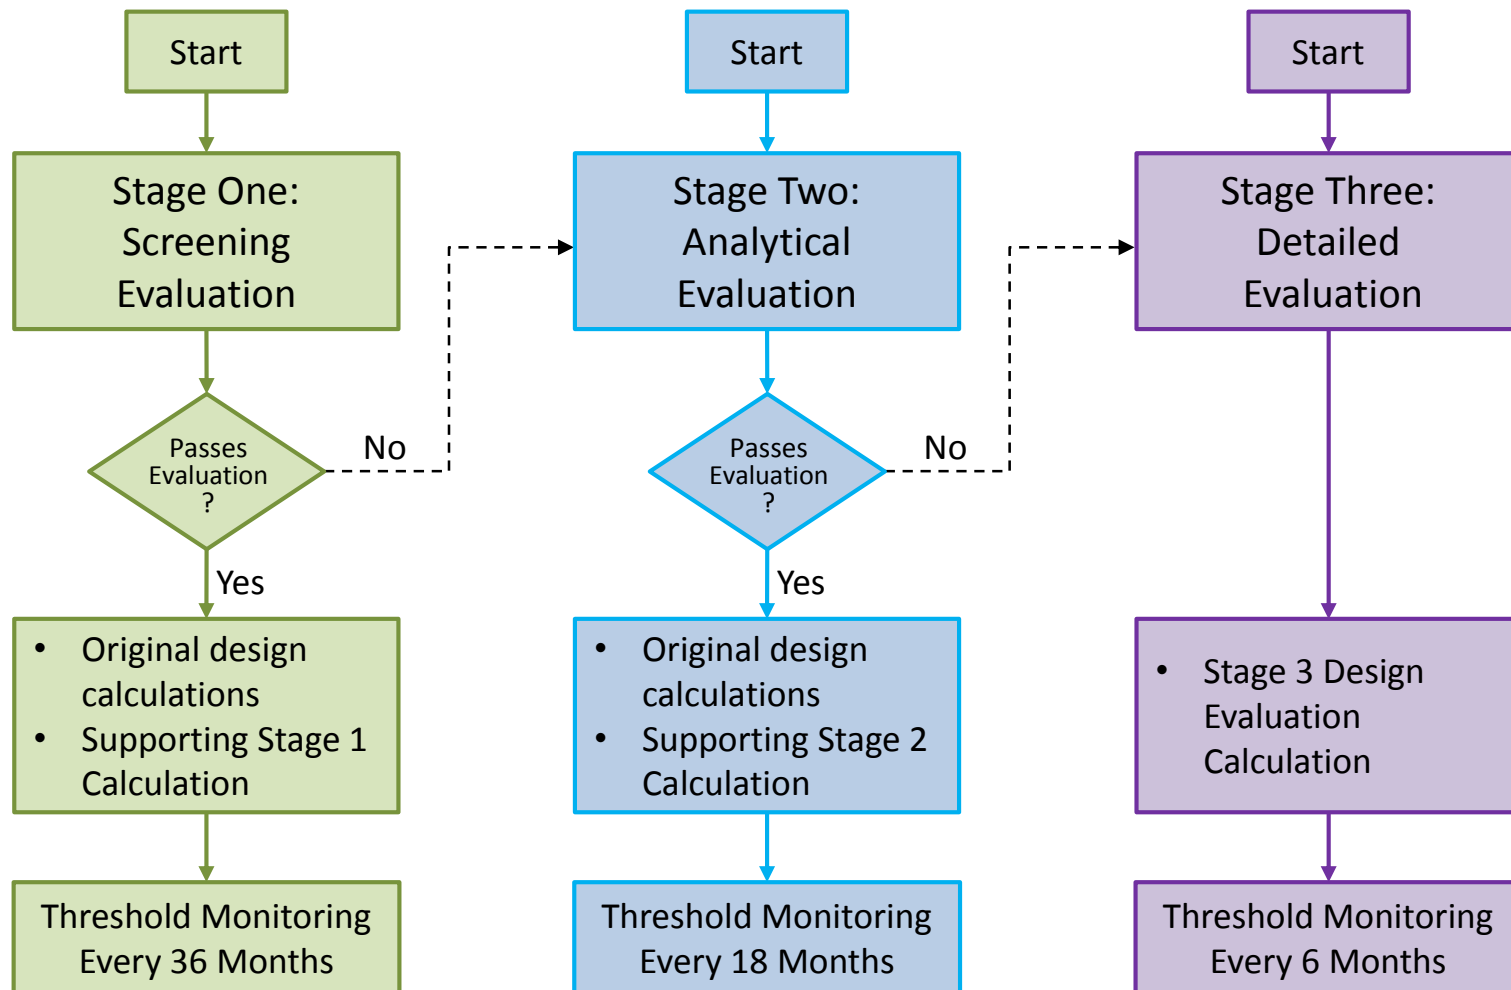 Start
Stage One:
Screening
Evaluation
Passes
Evaluation
?
No
Yes
• Original design
calculations
• Supporting Stage 1
Calculation
Threshold Monitoring
Every 36 Months
Start
Stage Two:
Analytical
Evaluation
Passes
Evaluation
?
No
Yes
• Original design
calculations
• Supporting Stage 2
Calculation
Threshold Monitoring
Every 18 Months
Start
Stage Three:
Detailed
Evaluation
• Stage 3 Design
Evaluation
Calculation
Threshold Monitoring
Every 6 Months